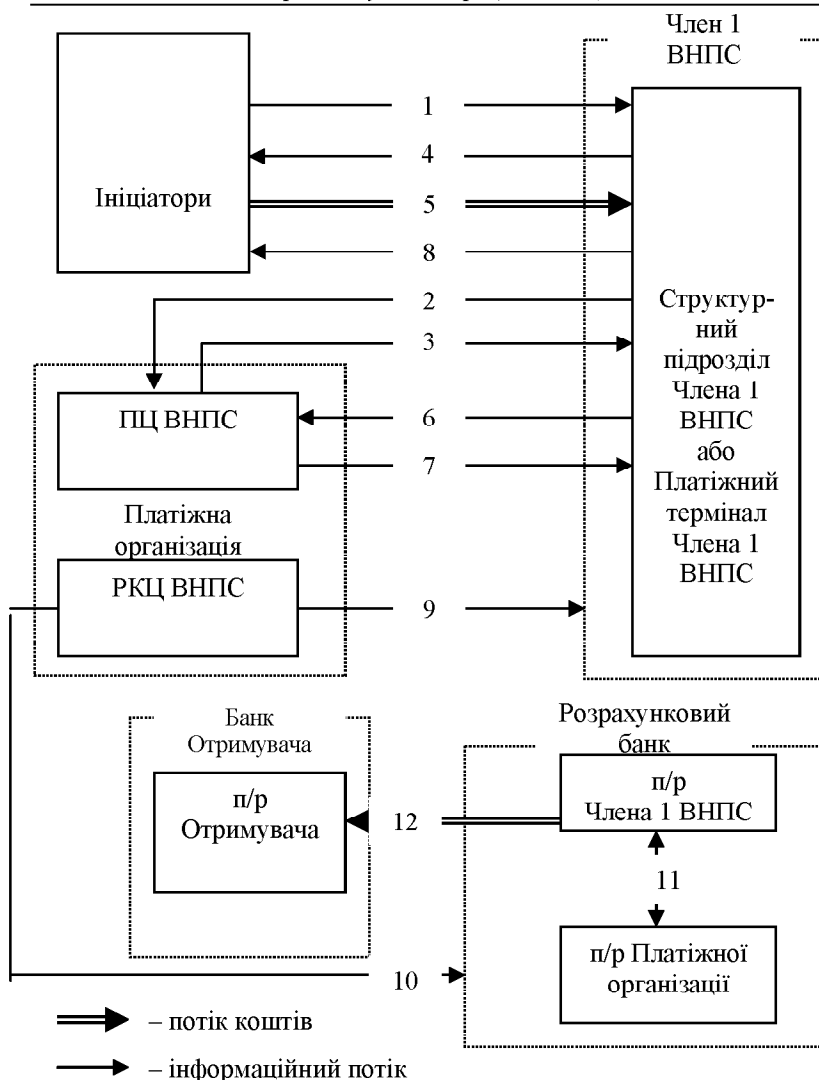 Член 1
ВНПС
1
4
Ініціатори
5
8
2
3
ПЦ ВНПС
6
7
Структур-
ний
підрозділ
Члена 1
ВНПС
або
Платіжний
термінал
Члена 1
ВНПС
Платіжна
організація
РКЦ ВНПС
9
Банк
Отримувача
п/р
Отримувача
12
Розрахунковий
банк
п/р
Члена 1 ВНПС
11
п/р Платіжної
організації
10
– потік коштів
– інформаційний потік